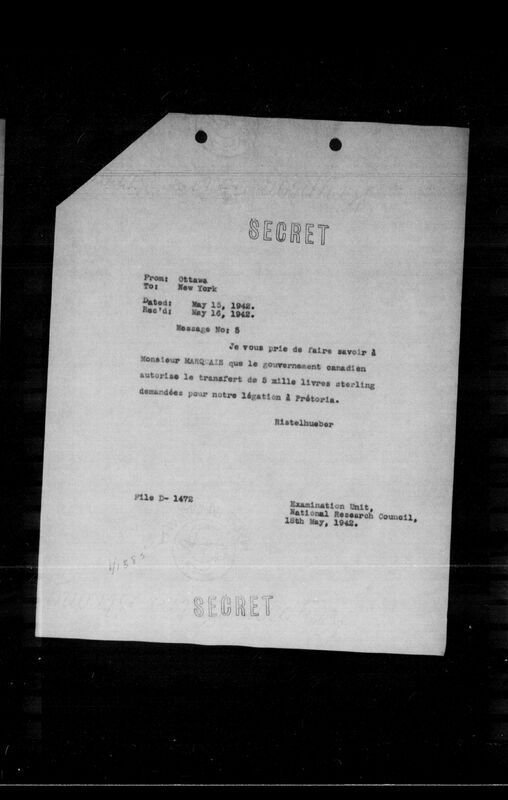 SECRET
From: Ottawa
To: New York
Dated: May 15, 1942.
Rec'd: May 16, 1942.
Message No: 5
Je vous prie de faire savoir à
Monsieur MARQUAIS que le gouvernement canadien
autorise le transfert de 5 mille livres sterling
demandées pour notre légation à Prétoria.
Ristelhueber
File D- 1472
Examination Unit,
National Research Council,
18th May, 1942.
SECRET